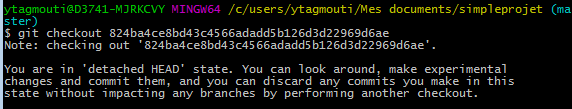 ytagmouti@D3741-MJRKCVY MINGW64 /c/users/ytagmouti/Mes documents/simpleprojet (ma
ster)
$ git checkout 824ba4ce8bd43c4566adadd5b126d3d22969d6ae
Note: checking out '824ba4ce8bd43c4566adadd5b126d3d22969d6ae'.
You are in 'detached HEAD' state. You can look around, make experimental
changes and commit them, and you can discard any commits you make in this
state without impacting any branches by performing another checkout.